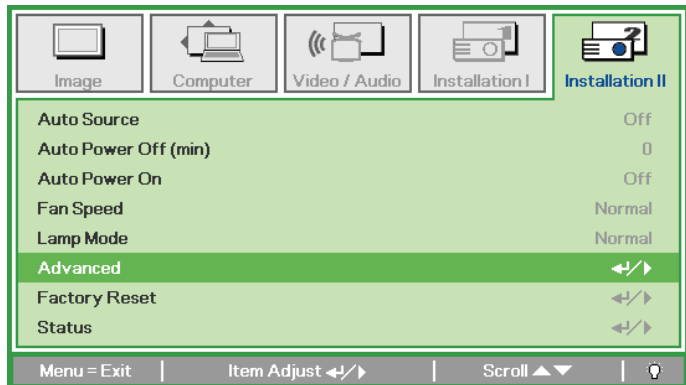 Image Computer Video / Audio Installation I Installation II
Auto Source Off
Auto Power Off (min) 0
Auto Power On Off
Fan Speed Normal
Lamp Mode Normal
Advanced
Factory Reset
Status
Menu = Exit Item Adjust Scroll